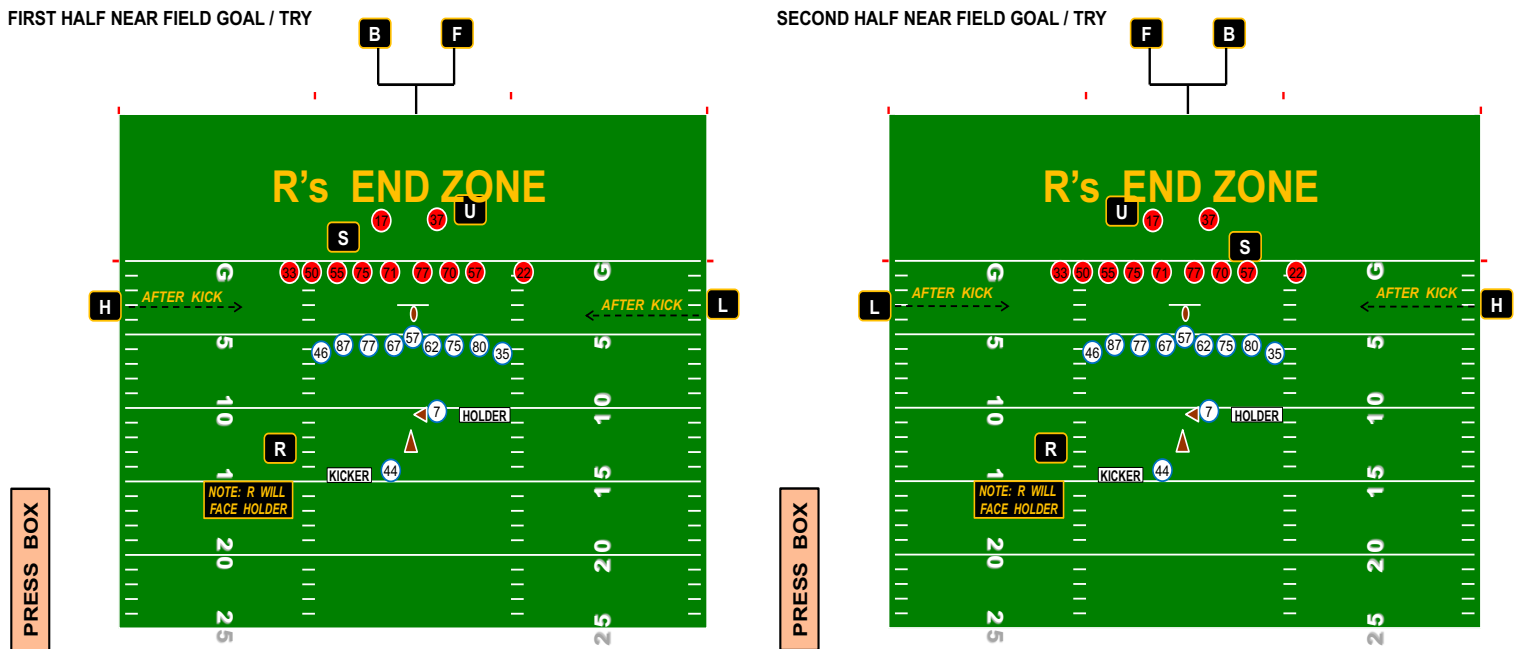 FIRST HALF NEAR FIELD GOAL / TRY
B F
R's END ZONE
17 37 U
S
33 50 55 75 71 77 70 57 22
G G
H AFTER KICK AFTER KICK L
57
46 87 77 67 62 75 80 35
5 5
7 HOLDER
10 10
R
KICKER 44
15 15
NOTE: R WILL
FACE HOLDER
PRESS BOX
20 20
25 25
SECOND HALF NEAR FIELD GOAL / TRY
F B
R's END ZONE
U 17 37
S
33 50 55 75 71 77 70 57 22
G G
L AFTER KICK AFTER KICK H
57
46 87 77 67 62 75 80 35
5 5
7 HOLDER
10 10
R
KICKER 44
15 15
NOTE: R WILL
FACE HOLDER
PRESS BOX
20 20
25 25